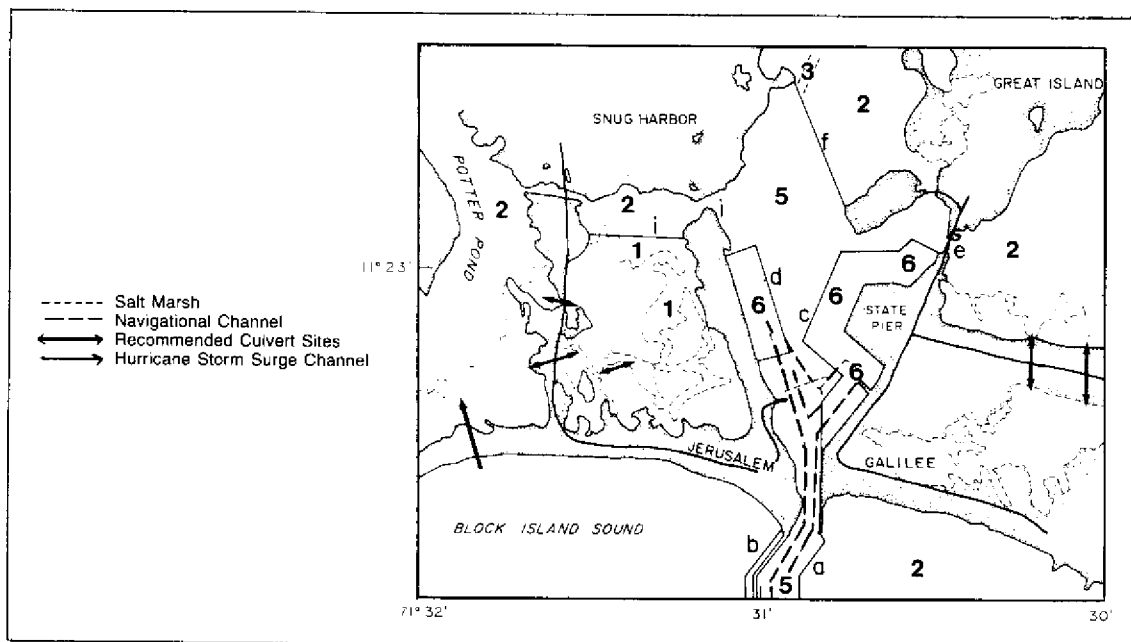 3
GREAT ISLAND
2
SNUG HARBOR
f
POTTER POND
2
2
5
i
i
1
e
2
11° 23'
d
6
6
6
c
1
STATE PIER
Salt Marsh
Navigational Channel
Recommended Culvert Sites
Hurricane Storm Surge Channel
6
JERUSALEM
GALILEE
BLOCK ISLAND SOUND
b
a
2
5
71° 32'
31'
30'